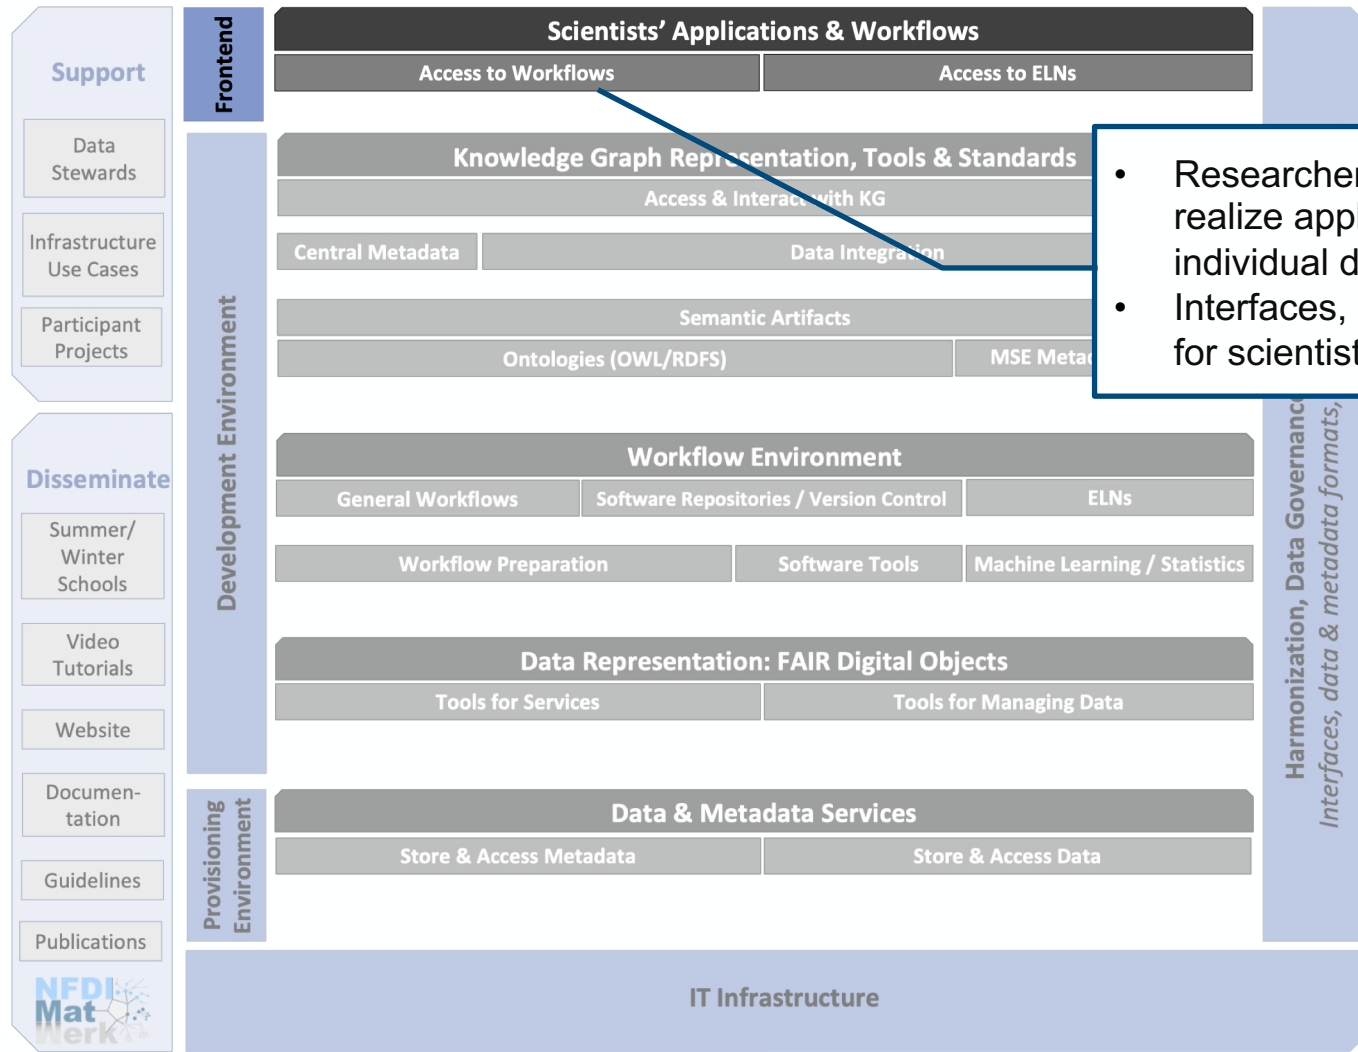 Support
Data
Stewards
Infrastructure
Use Cases
Participant
Projects
Disseminate
Summer/
Winter
Schools
Video
Tutorials
Website
Documen-
tation
Guidelines
Publications
NFDI
Mat
Werk
Frontend
Scientists’ Applications & Workflows
Access to Workflows
Access to ELNs
Development Environment
Knowledge Graph Representation, Tools & Standards
Access & Interact with KG
Central Metadata
Data Integration
Semantic Artifacts
Ontologies (OWL/RDFS)
MSE
Workflow Environment
General Workflows
Software Repositories / Version Control
ELNs
Workflow Preparation
Software Tools
Machine Learning / Statistics
Data Representation: FAIR Digital Objects
Tools for Services
Tools for Managing Data
Provisioning
Environment
Data & Metadata Services
Store & Access Metadata
Store & Access Data
IT Infrastructure
•
realize
individual
• Interfaces,
for
Harmonization, Data
Interfaces, data & metadata formats,